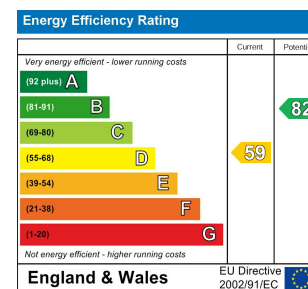 Energy Efficiency Rating
Current Potenti
Very energy efficient - lower running costs
(92 plus) A
(81-91) B
82
(69-80) C
(55-68) D
59
(39-54) E
(21-38) F
(1-20) G
Not energy efficient - higher running costs
England & Wales
EU Directive
2002/91/EC